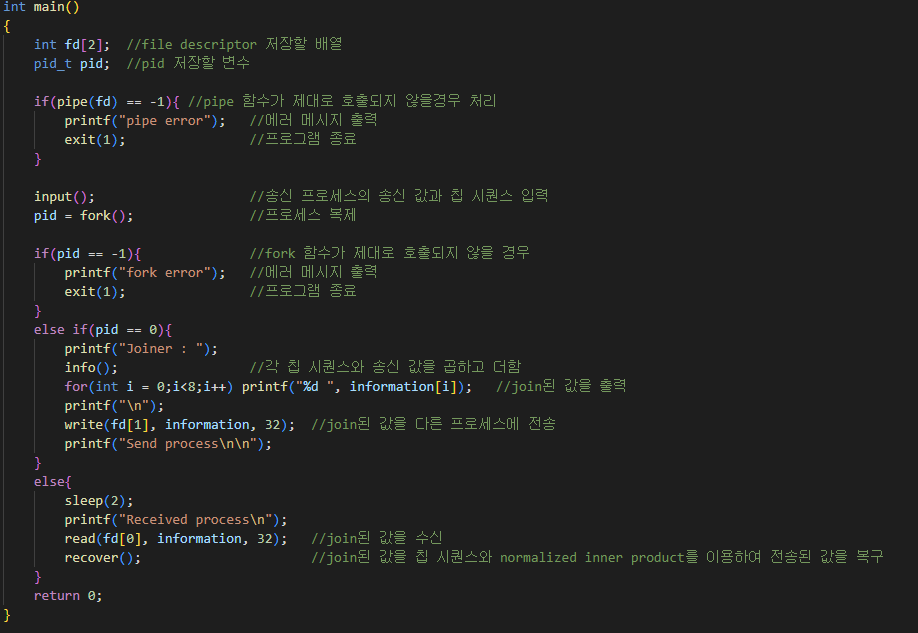 int main()
{
    int fd[2];  //file descriptor 저장할 배열
    pid_t pid;  //pid 저장할 변수
    if(pipe(fd) == -1){ //pipe 함수가 제대로 호출되지 않을경우 처리
        printf("pipe error");   //에러 메시지 출력
        exit(1);                //프로그램 종료
    }
    input();                    //송신 프로세스의 송신 값과 칩 시퀀스 입력
    pid = fork();               //프로세스 복제
    if(pid == -1){              //fork 함수가 제대로 호출되지 않을 경우
        printf("fork error");   //에러 메시지 출력
        exit(1);                //프로그램 종료
    }
    else if(pid == 0){
        printf("Joiner : ");
        info();                 //각 칩 시퀀스와 송신 값을 곱하고 더함
        for(int i = 0;i<8;i++) printf("%d ", information[i]);   //join된 값을 출력
        printf("\n");
        write(fd[1], information, 32);  //join된 값을 다른 프로세스에 전송
        printf("Send process\n\n");
    }
    else{
        sleep(2);
        printf("Received process\n");
        read(fd[0], information, 32);   //join된 값을 수신
        recover();                      //join된 값을 칩 시퀀스와 normalized inner product를 이용하여 전송된 값을 복구
    }
    return 0;
}